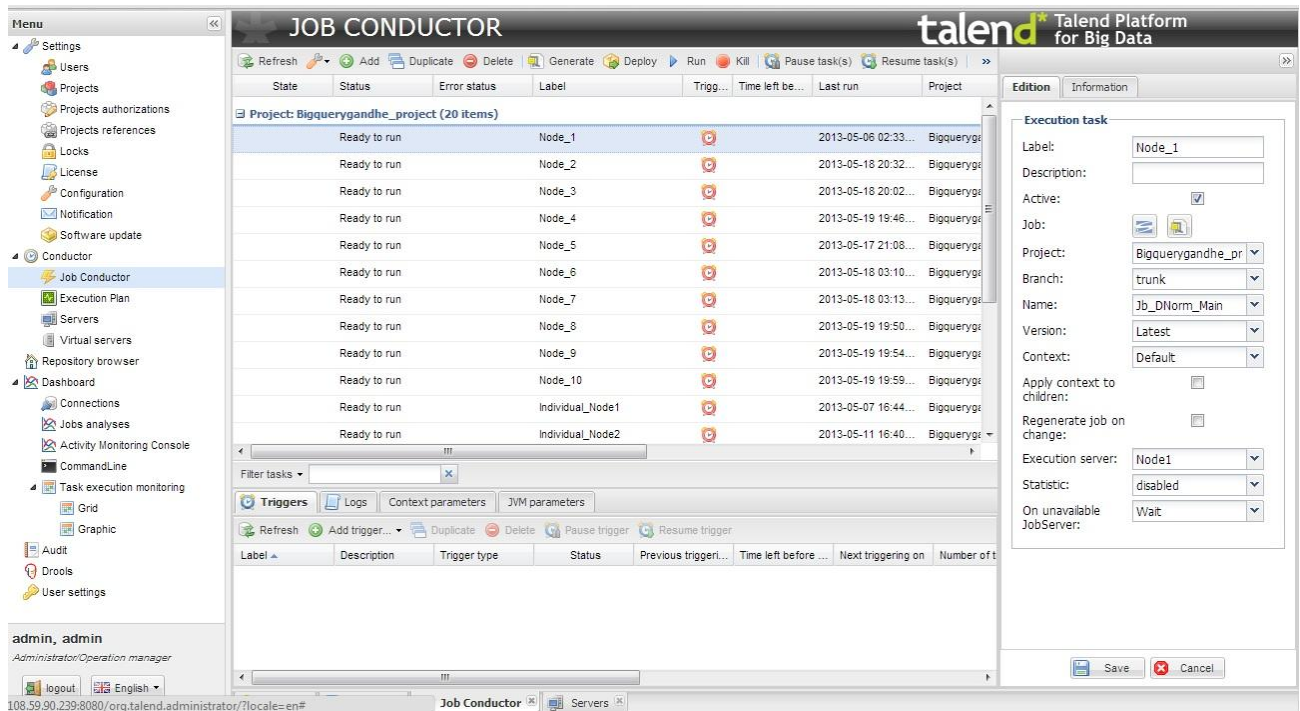 Menu
Settings
Users
Projects
Projects authorizations
Projects references
Locks
License
Configuration
Notification
Software update
Conductor
Job Conductor
Execution Plan
Servers
Virtual servers
Repository browser
Dashboard
Connections
Jobs analyses
Activity Monitoring Console
CommandLine
Task execution monitoring
Grid
Graphic
Audit
Drools
User settings
admin, admin
Administrator/Operation manager
logout English
108.59.90.239:8080/org.talend.administrator/?locale=en#
JOB CONDUCTOR
talend* Talend Platform
for Big Data
Refresh Add Duplicate Delete Generate Deploy Run Kill Pause task(s) Resume task(s) »
State Status Error status Label Trigg... Time left be... Last run Project
Project: Bigquerygandhe_project (20 items)
Ready to run Node_1 2013-05-06 02:33... Bigqueryga
Ready to run Node_2 2013-05-18 20:32... Bigqueryga
Ready to run Node_3 2013-05-18 20:02... Bigqueryga
Ready to run Node_4 2013-05-19 19:46... Bigqueryga
Ready to run Node_5 2013-05-17 21:08... Bigqueryga
Ready to run Node_6 2013-05-18 03:10... Bigqueryga
Ready to run Node_7 2013-05-18 03:13... Bigqueryga
Ready to run Node_8 2013-05-19 19:50... Bigqueryga
Ready to run Node_9 2013-05-19 19:54... Bigqueryga
Ready to run Node_10 2013-05-19 19:59... Bigqueryga
Ready to run Individual_Node1 2013-05-07 16:44... Bigqueryga
Ready to run Individual_Node2 2013-05-11 16:40... Bigqueryga
Filter tasks
Triggers Logs Context parameters JVM parameters
Refresh Add trigger... Duplicate Delete Pause trigger Resume trigger
Label Description Trigger type Status Previous triggeri... Time left before ... Next triggering on Number of t
Job Conductor Servers
Edition Information
Execution task
Label: Node_1
Description:
Active:
Job:
Project: Bigquerygandhe_pr
Branch: trunk
Name: Jb_DNorm_Main
Version: Latest
Context: Default
Apply context to
children:
Regenerate job on
change:
Execution server: Node1
Statistic: disabled
On unavailable
JobServer: Wait
Save Cancel